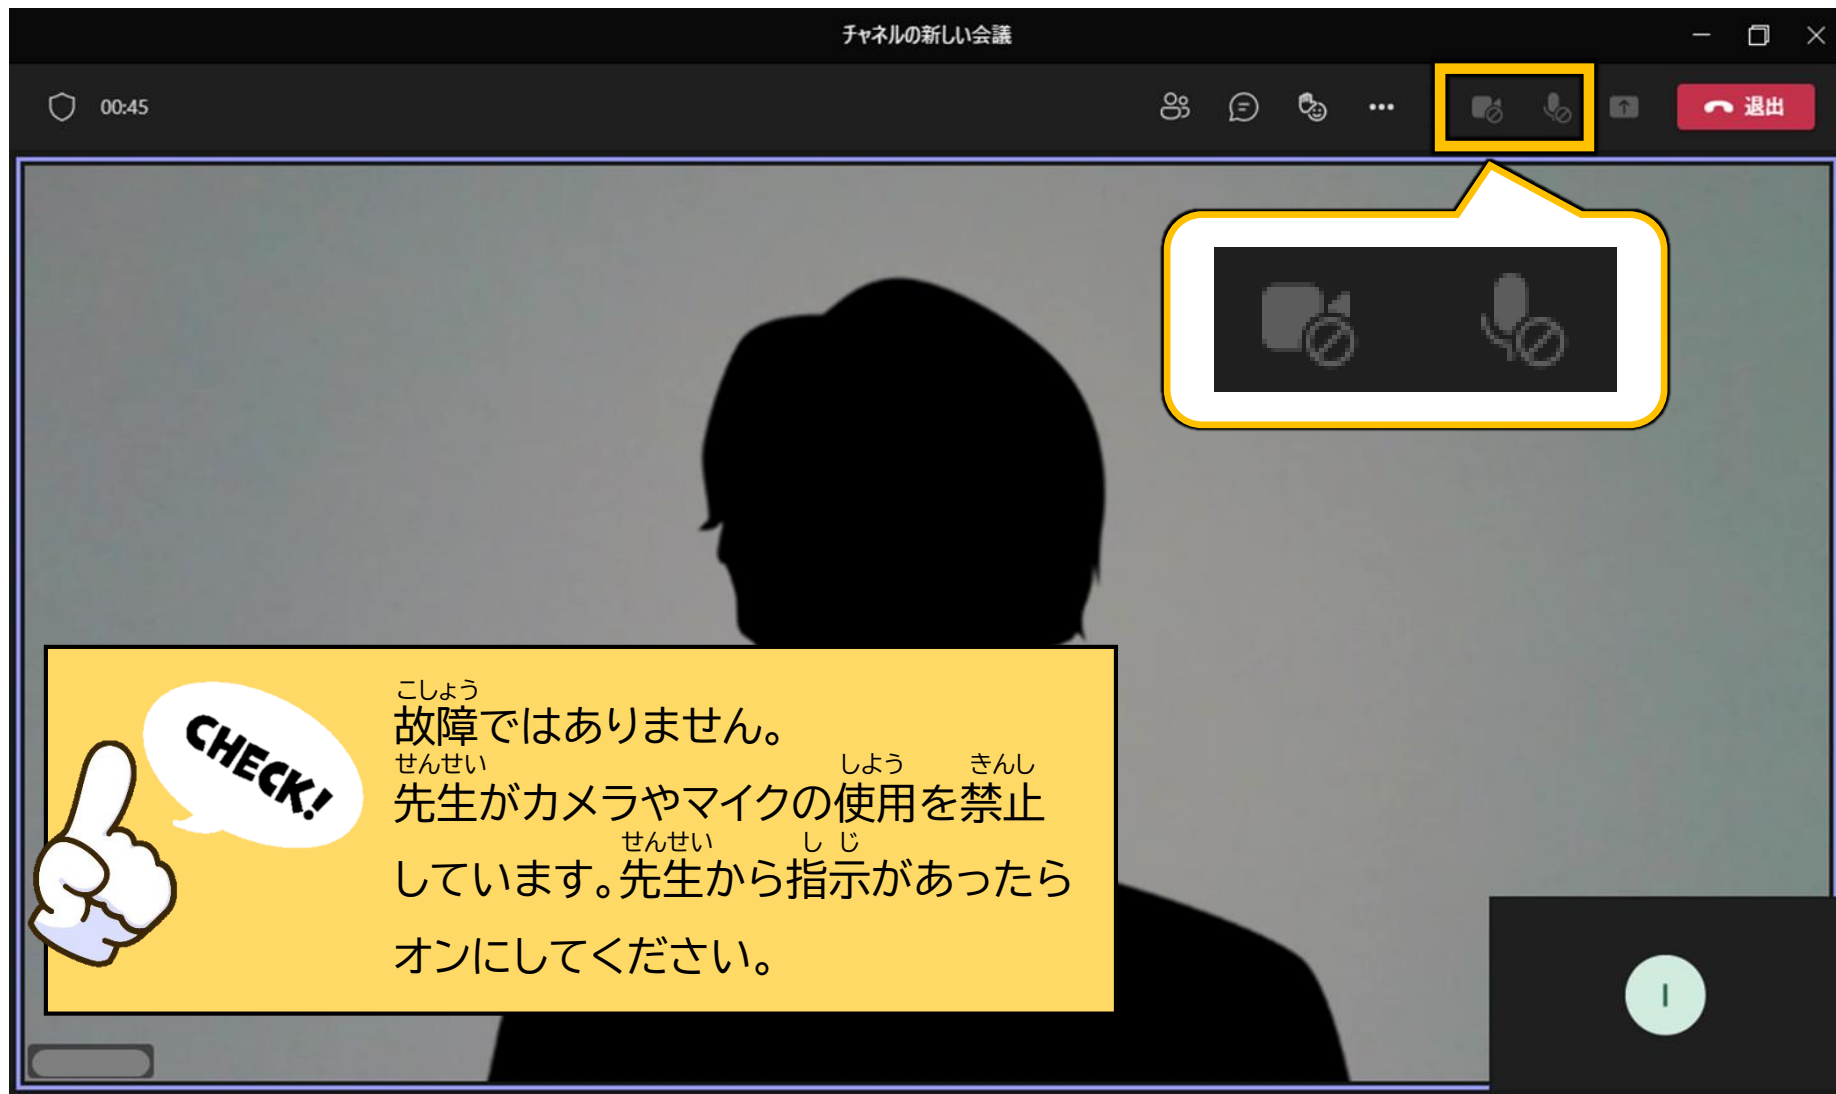 チャネルの新しい会議
00:45
退出
CHECK!
こしょう
故障ではありません。
せんせい しよう きんし
先生がカメラやマイクの使用を禁止
せんせい しじ
しています。先生から指示があったら
オンにしてください。
I